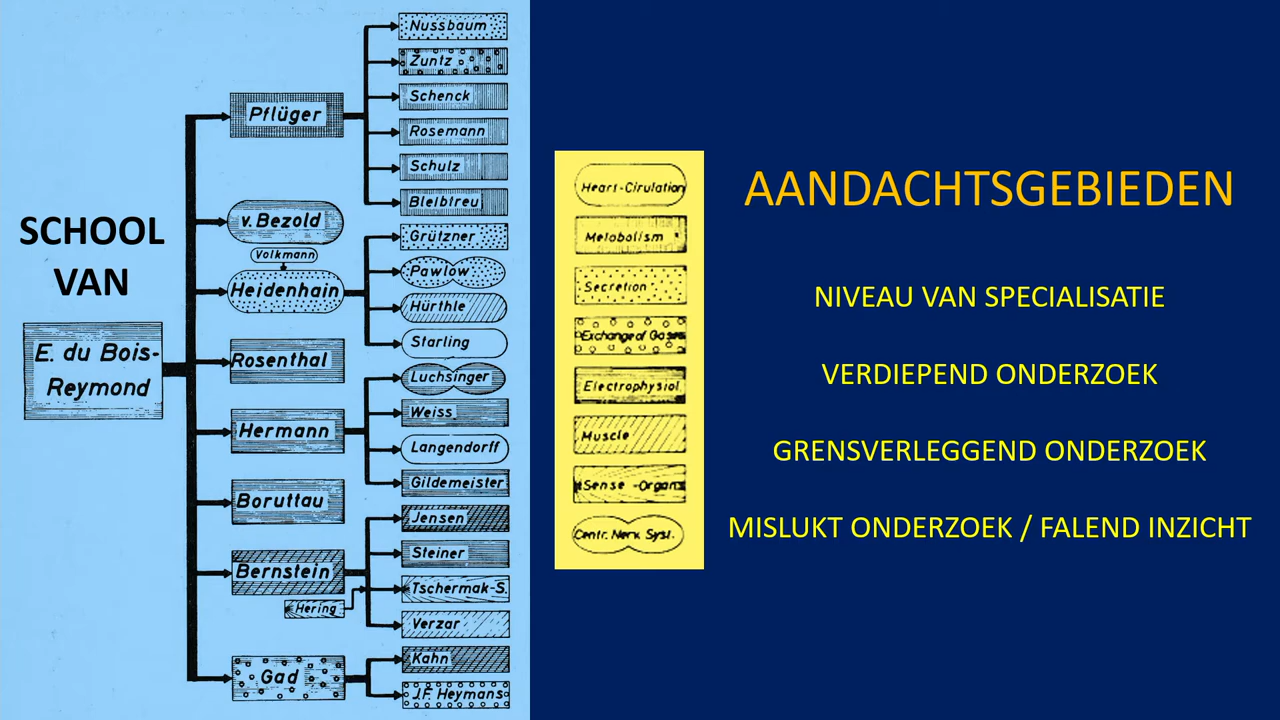 SCHOOL
VAN
E. du Bois-
Reymond
Pflüger
v. Bezold
Volkmann
Heidenhain
Rosenthal
Hermann
Boruttau
Bernstein
Hering
Gad
Nussbaum
Zuntz
Schenck
Rosemann
Schulz
Bleibtreu
Grützner
Pawlow
Hürthle
Starling
Luchsinger
Weiss
Langendorff
Gildemeister
Jensen
Steiner
Tschermak-S.
Verzar
Kahn
J.F. Heymans
Heart-Cirulation
Metabolism
Secretion
Exchange of Gases
Electrophysiol
Muscle
Sense-Organs
Centr. Nerv. Syst.
AANDACHTSGEBIEDEN
NIVEAU VAN SPECIALISATIE
VERDIEPEND ONDERZOEK
GRENSVERLEGGEND ONDERZOEK
MISLUKT ONDERZOEK / FALEND INZICHT